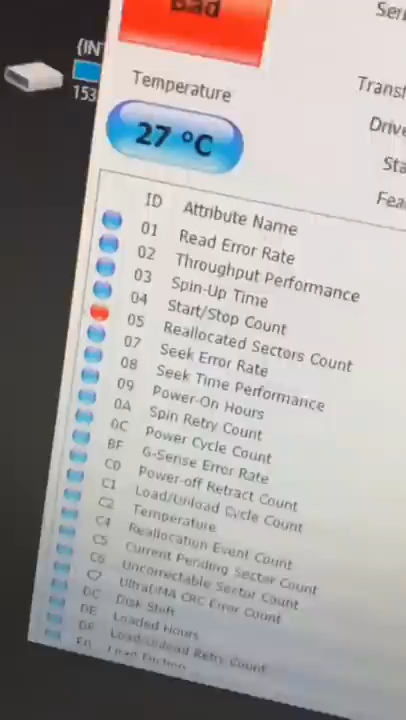 Bad
Ser
{IN
153
Temperature
Transf
27 °C
Drive
Sta
Fea
ID Attribute Name
01 Read Error Rate
02 Throughput Performance
03 Spin-Up Time
04 Start/Stop Count
05 Reallocated Sectors Count
07 Seek Error Rate
08 Seek Time Performance
09 Power-On Hours
0A Spin Retry Count
0C Power Cycle Count
BF G-Sense Error Rate
C0 Power-off Retract Count
C1 Load/Unload Cycle Count
C2 Temperature
C4 Reallocation Event Count
C5 Current Pending Sector Count
C6 Uncorrectable Sector Count
C7 UltraDMA CRC Error Count
DC Disk Shift
DE Loaded Hours
DF Load/Unload Retry Count